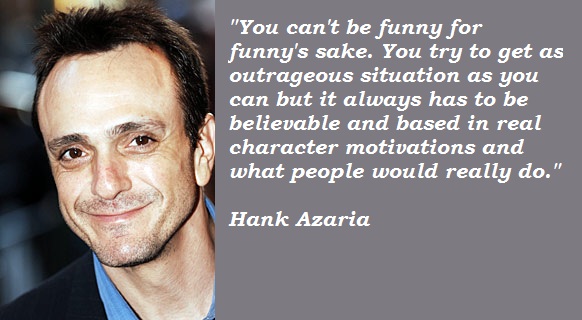 "You can't be funny for
funny's sake. You try to get as
outrageous situation as you
can but it always has to be
believable and based in real
character motivations and
what people would really do."
Hank Azaria